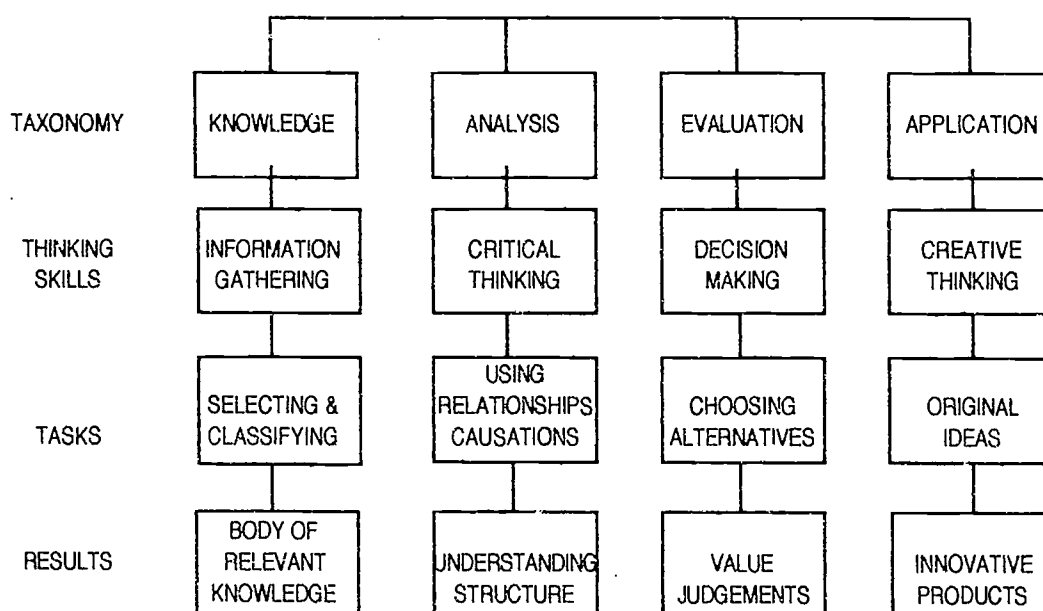 TAXONOMY KNOWLEDGE ANALYSIS EVALUATION APPLICATION
THINKING
SKILLS
INFORMATION
GATHERING
CRITICAL
THINKING
DECISION
MAKING
CREATIVE
THINKING
TASKS
SELECTING &
CLASSIFYING
USING
RELATIONSHIPS
CAUSATIONS
CHOOSING
ALTERNATIVES
ORIGINAL
IDEAS
RESULTS
BODY OF
RELEVANT
KNOWLEDGE
UNDERSTANDING
STRUCTURE
VALUE
JUDGEMENTS
INNOVATIVE
PRODUCTS